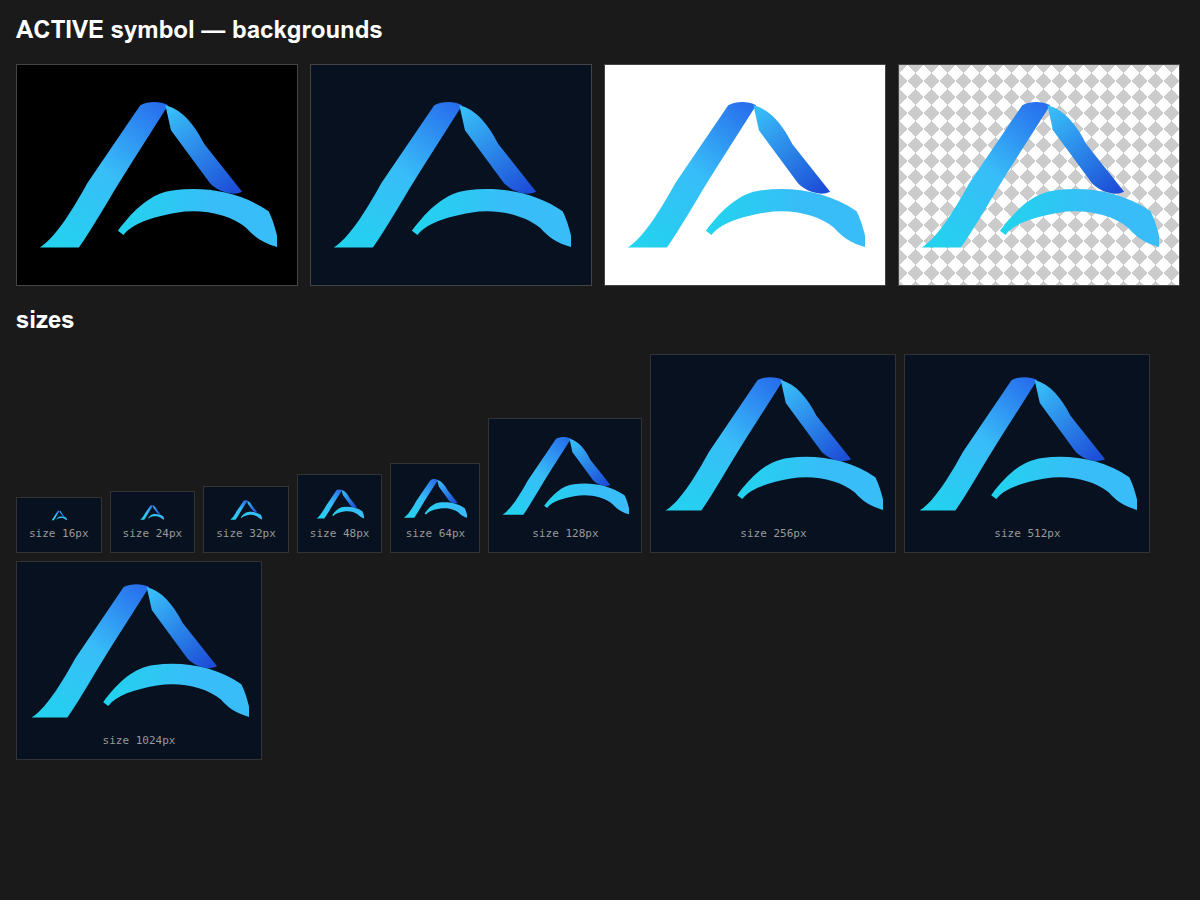 ACTIVE symbol — backgrounds
sizes
size 16px
size 24px
size 32px
size 48px
size 64px
size 128px
size 256px
size 512px
size 1024px